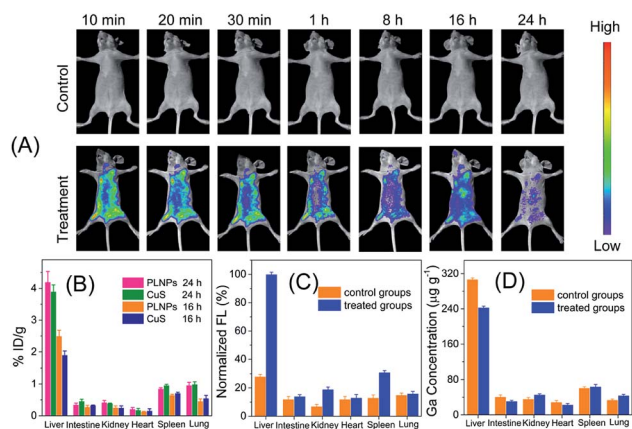 10 min 20 min 30 min 1 h 8 h 16 h 24 h
Control
(A)
Treatment
High
Low
(B)
PLNPs 24 h
CuS 24 h
PLNPs 16 h
CuS 16 h
% ID/g
4
3
2
1
0
Liver Intestine Kidney Heart Spleen Lung
(C)
control groups
treated groups
Normalized FL (%)
100
80
60
40
20
0
Liver Intestine Kidney Heart Spleen Lung
(D)
control groups
treated groups
Ga Concentration (μg g⁻¹)
360
240
160
80
0
Liver Intestine Kidney Heart Spleen Lung